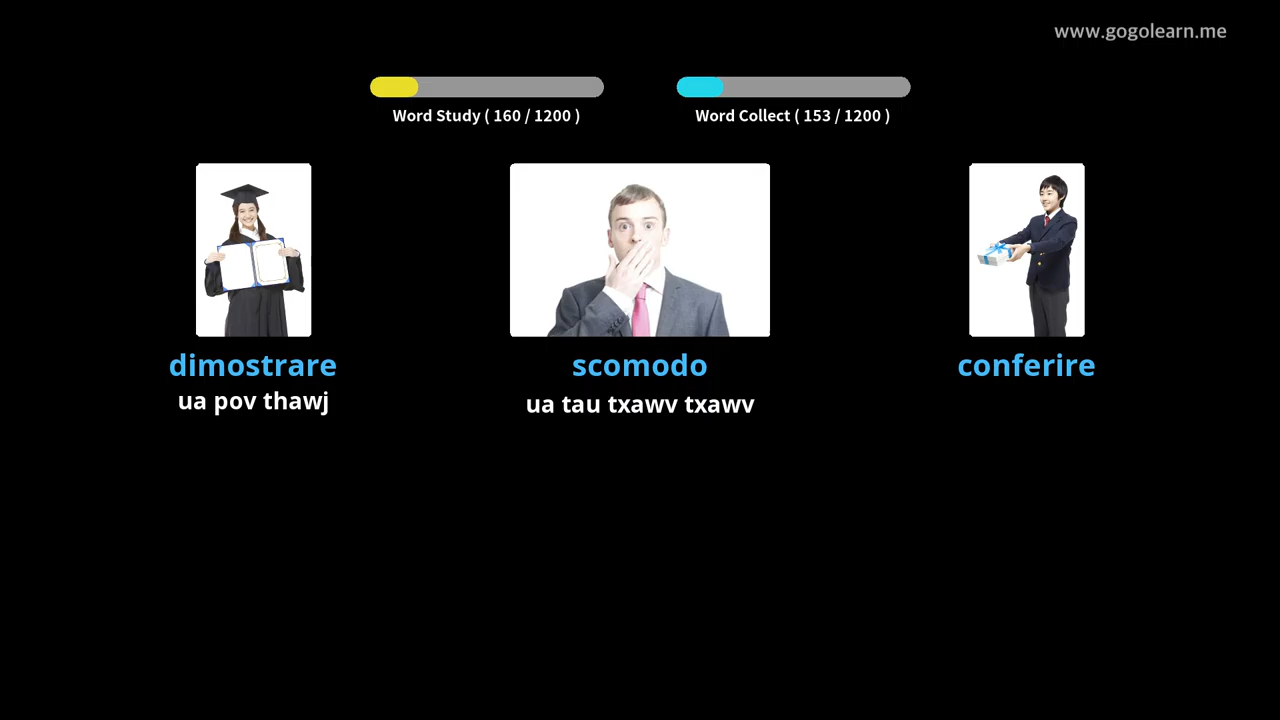 www.gogolearn.me
Word Study ( 160 / 1200 )
Word Collect ( 153 / 1200 )
dimostrare
ua pov thawj
scomodo
ua tau txawv txawv
conferire